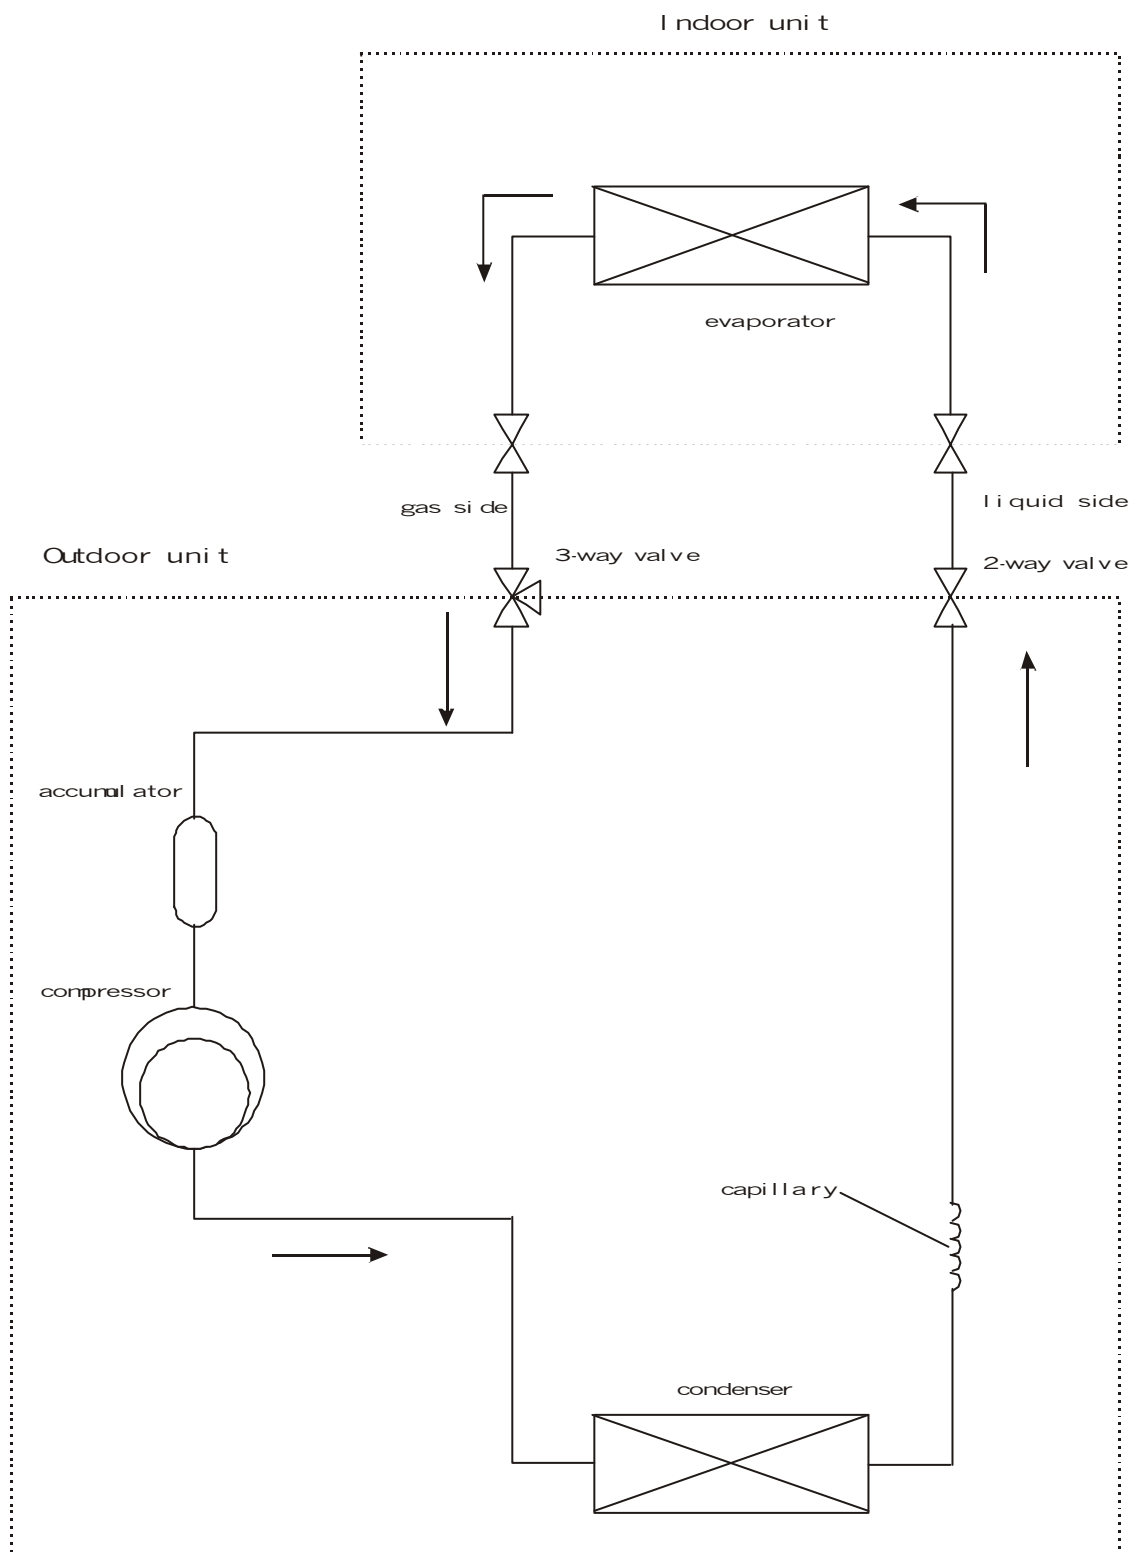 Indoor unit
evaporator
gas side
liquid side
Outdoor unit
3-way valve
2-way valve
accumulator
compressor
capillary
condenser